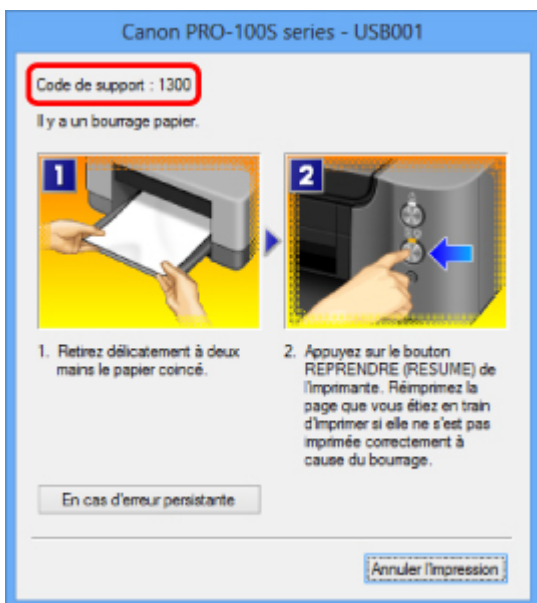 Canon PRO-100S series - USB001
Code de support : 1300
Il y a un bourrage papier.
1
2
1. Retirez délicatement à deux
mains le papier coincé.
2. Appuyez sur le bouton
REPRENDRE (RESUME) de
l'imprimante. Réimprimez la
page que vous étiez en train
d'imprimer si elle ne s'est pas
imprimée correctement à
cause du bourrage.
En cas d'erreur persistante
Annuler l'impression